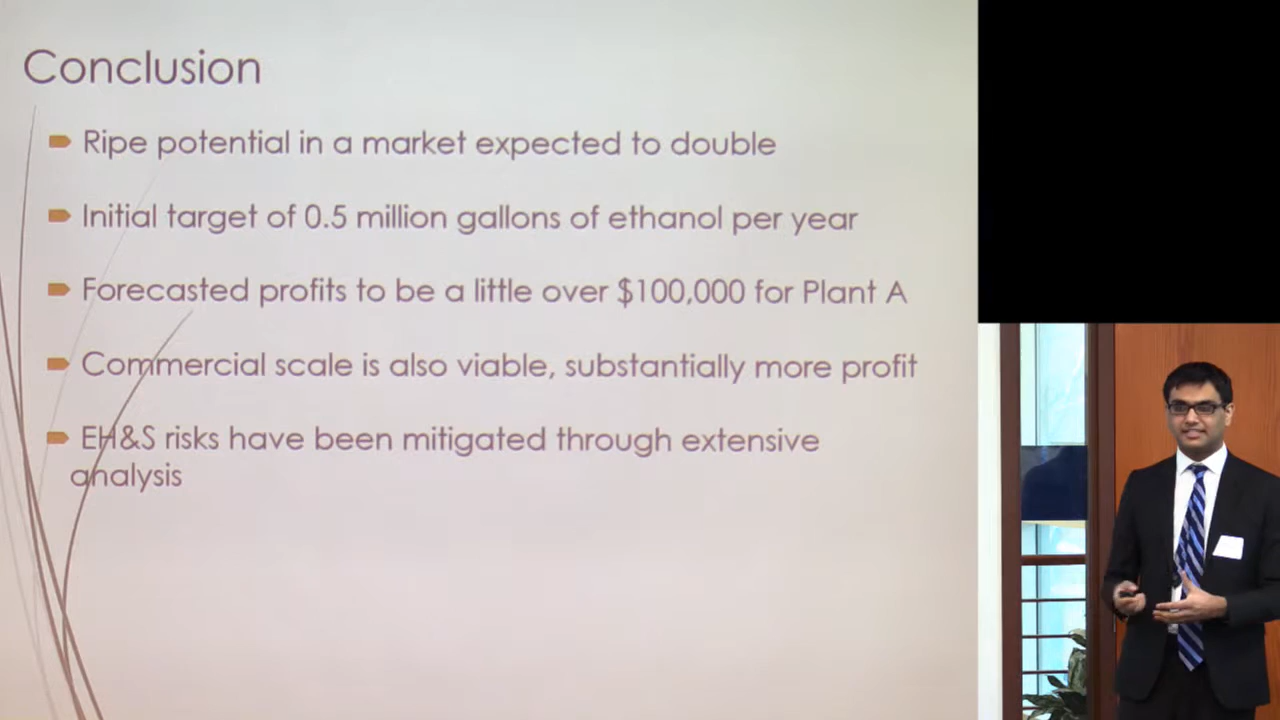 Conclusion
Ripe potential in a market expected to double
Initial target of 0.5 million gallons of ethanol per year
Forecasted profits to be a little over $100,000 for Plant A
Commercial scale is also viable, substantially more profit
EH&S risks have been mitigated through extensive
analysis